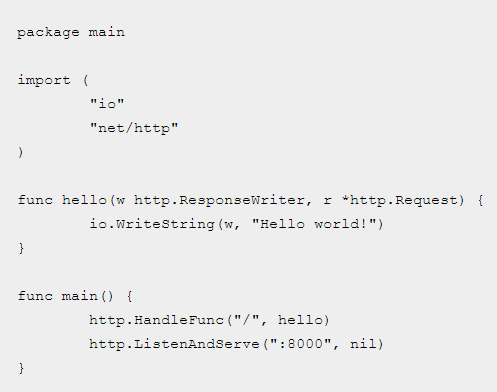 package main

import (
        "io"
        "net/http"
)

func hello(w http.ResponseWriter, r *http.Request) {
        io.WriteString(w, "Hello world!")
}

func main() {
        http.HandleFunc("/", hello)
        http.ListenAndServe(":8000", nil)
}